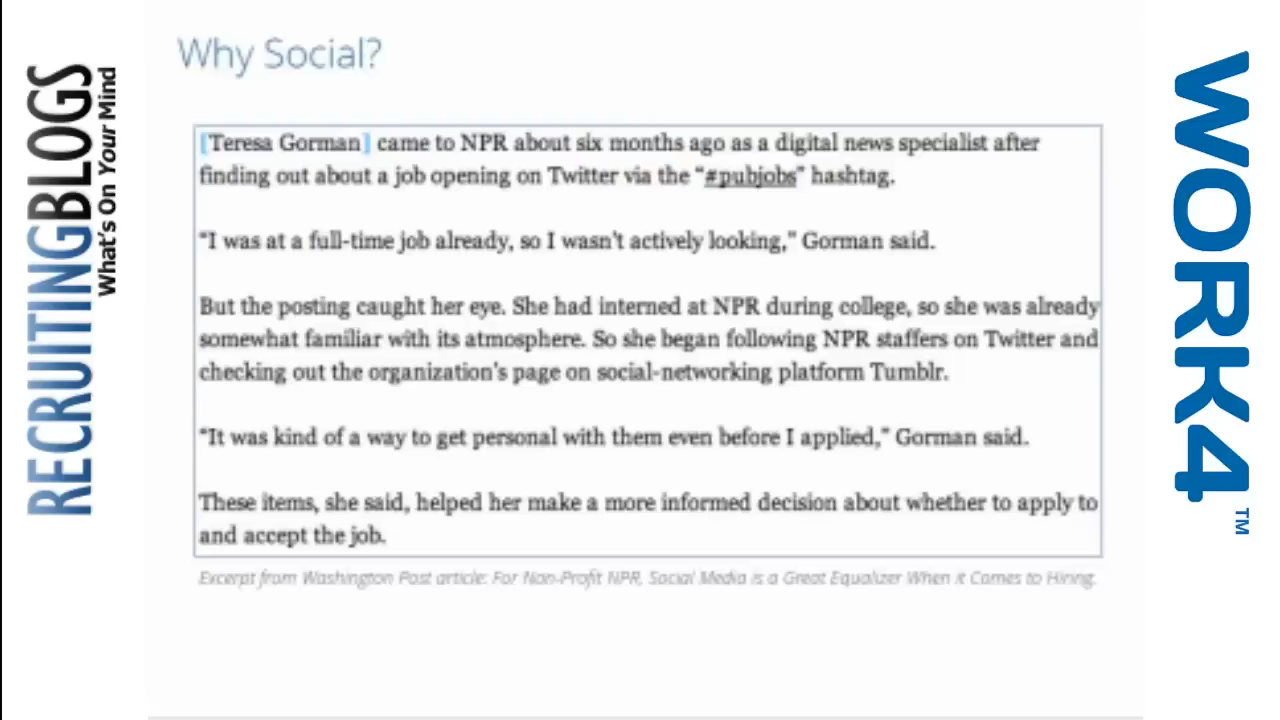 Why Social?
[Teresa Gorman] came to NPR about six months ago as a digital news specialist after
finding out about a job opening on Twitter via the “#pubjobs” hashtag.
“I was at a full-time job already, so I wasn’t actively looking,” Gorman said.
But the posting caught her eye. She had interned at NPR during college, so she was already
somewhat familiar with its atmosphere. So she began following NPR staffers on Twitter and
checking out the organization’s page on social-networking platform Tumblr.
“It was kind of a way to get personal with them even before I applied,” Gorman said.
These items, she said, helped her make a more informed decision about whether to apply to
and accept the job.
Excerpt from Washington Post article: For Non-Profit NPR, Social Media is a Great Equalizer When it Comes to Hiring.
RECRUITINGBLOGS
What's On Your Mind
WORK4™